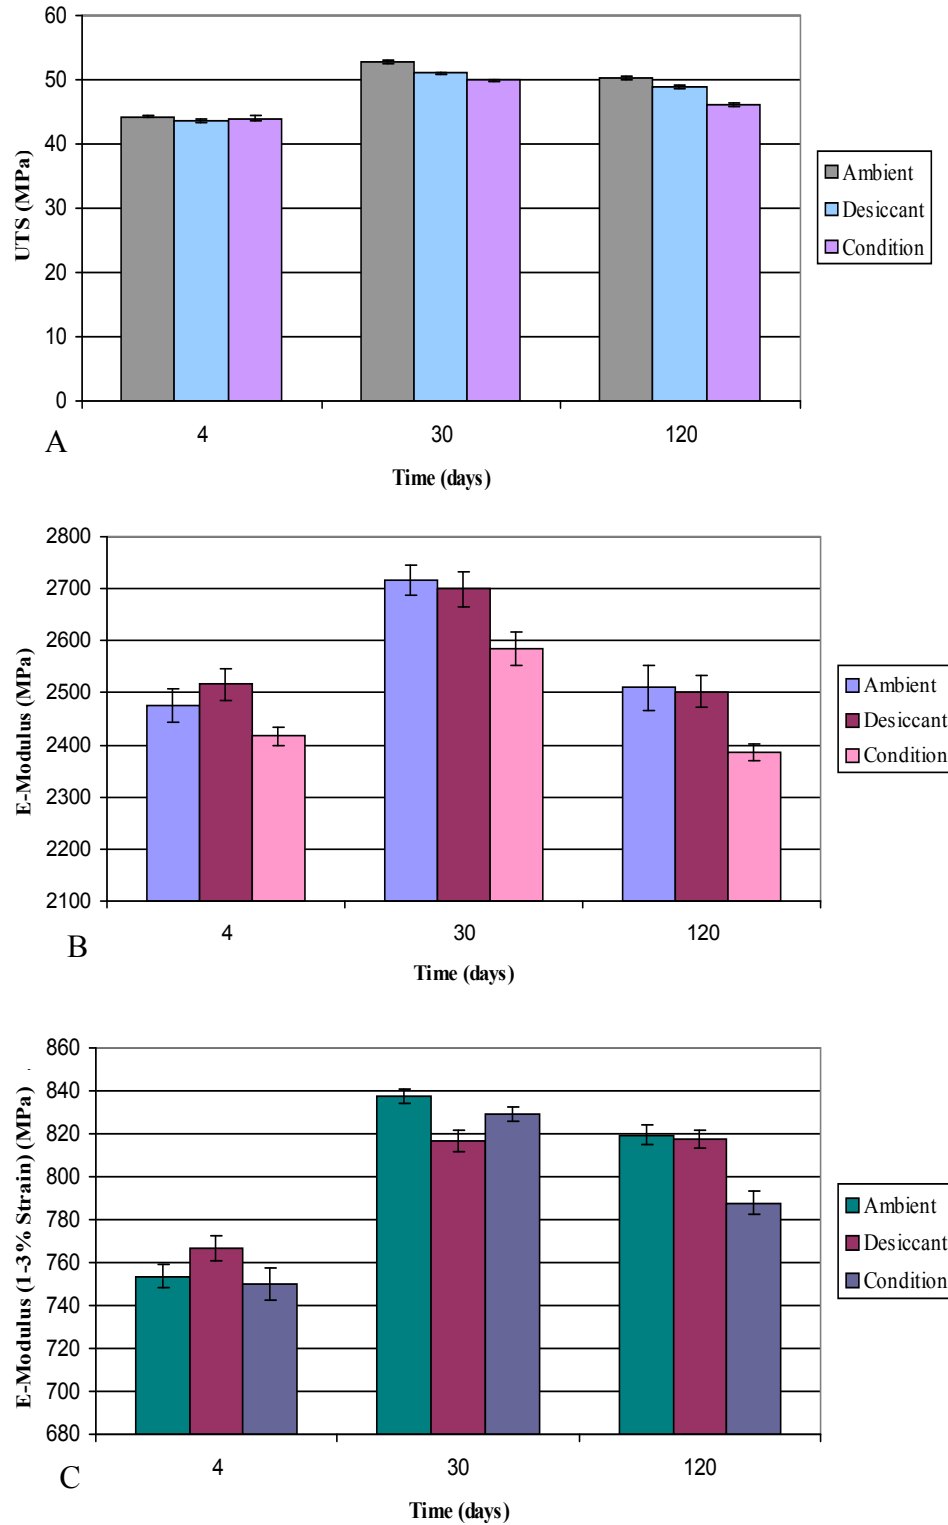 60
50
40
30
20
10
0
UTS (MPa)
4 30 120
Time (days)
Ambient
Desiccant
Condition
A
2800
2700
2600
2500
2400
2300
2200
2100
E-Modulus (MPa)
4 30 120
Time (days)
Ambient
Desiccant
Condition
B
860
840
820
800
780
760
740
720
700
680
E-Modulus (1-3% Strain) (MPa)
4 30 120
Time (days)
Ambient
Desiccant
Condition
C